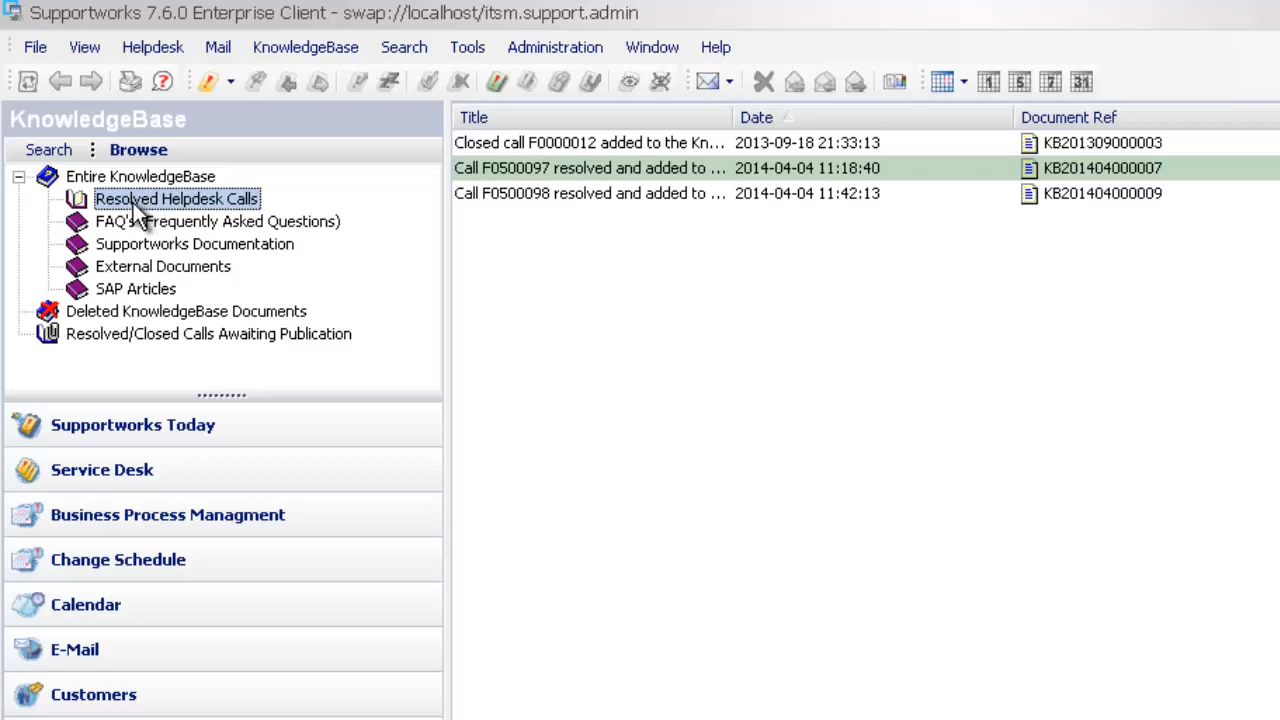 Supportworks 7.6.0 Enterprise Client - swap://localhost/itsm.support.admin
File View Helpdesk Mail KnowledgeBase Search Tools Administration Window Help
KnowledgeBase
Search Browse
Entire KnowledgeBase
Resolved Helpdesk Calls
FAQ's (Frequently Asked Questions)
Supportworks Documentation
External Documents
SAP Articles
Deleted KnowledgeBase Documents
Resolved/Closed Calls Awaiting Publication
Supportworks Today
Service Desk
Business Process Managment
Change Schedule
Calendar
E-Mail
Customers
Title Date Document Ref
Closed call F0000012 added to the Kn... 2013-09-18 21:33:13 KB201309000003
Call F0500097 resolved and added to ... 2014-04-04 11:18:40 KB201404000007
Call F0500098 resolved and added to ... 2014-04-04 11:42:13 KB201404000009